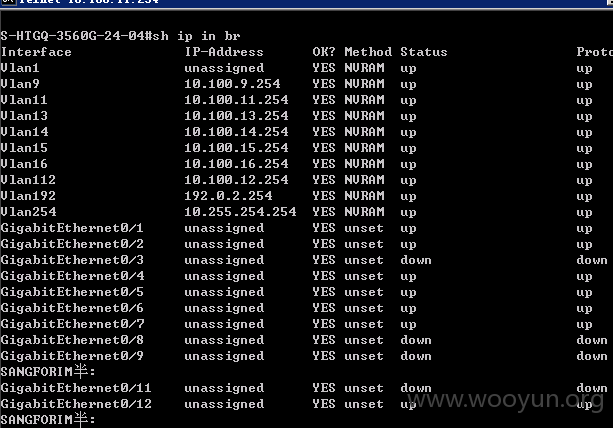 Telnet 10.100.11.254
S-HTGQ-3560G-24-04#sh ip in br
Interface IP-Address OK? Method Status Proto
Vlan1 unassigned YES NVRAM up up
Vlan9 10.100.9.254 YES NVRAM up up
Vlan11 10.100.11.254 YES NVRAM up up
Vlan13 10.100.13.254 YES NVRAM up up
Vlan14 10.100.14.254 YES NVRAM up up
Vlan15 10.100.15.254 YES NVRAM up up
Vlan16 10.100.16.254 YES NVRAM up up
Vlan112 10.100.12.254 YES NVRAM up up
Vlan192 192.0.2.254 YES NVRAM up up
Vlan254 10.255.254.254 YES NVRAM up up
GigabitEthernet0/1 unassigned YES unset up up
GigabitEthernet0/2 unassigned YES unset up up
GigabitEthernet0/3 unassigned YES unset down down
GigabitEthernet0/4 unassigned YES unset up up
GigabitEthernet0/5 unassigned YES unset up up
GigabitEthernet0/6 unassigned YES unset up up
GigabitEthernet0/7 unassigned YES unset up up
GigabitEthernet0/8 unassigned YES unset down down
GigabitEthernet0/9 unassigned YES unset down down
SANGFORIM半:
GigabitEthernet0/11 unassigned YES unset down down
GigabitEthernet0/12 unassigned YES unset up up
SANGFORIM半:
www.wooyun.org